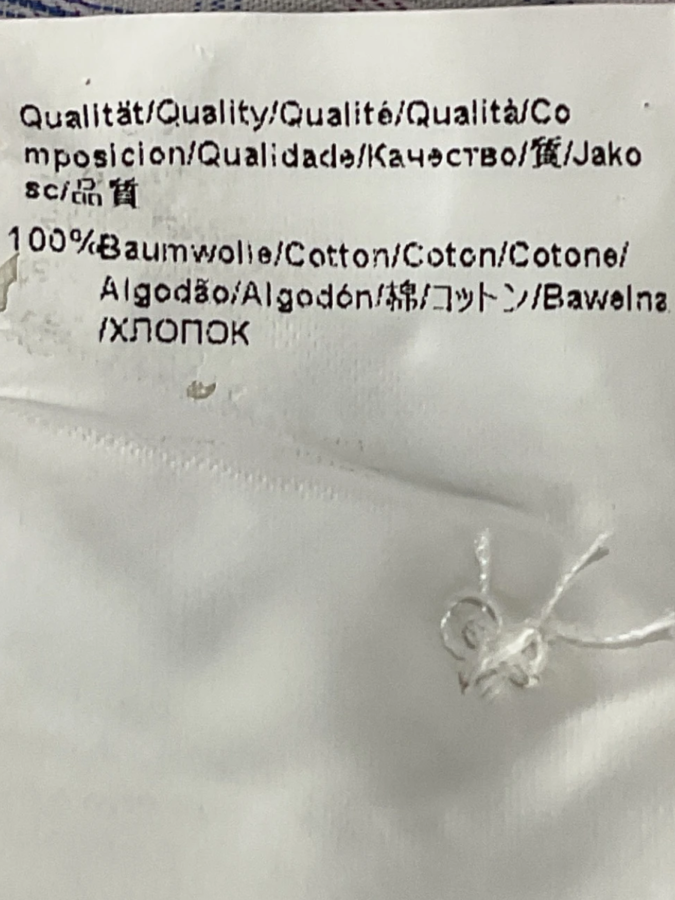 Qualität/Quality/Qualité/Qualità/Co
mposicion/Qualidade/Качество/質/Jako
sc/品質
100%Baumwolle/Cotton/Coton/Cotone/
Algodão/Algodón/棉/コットン/Bawelna
/ХЛОПОК